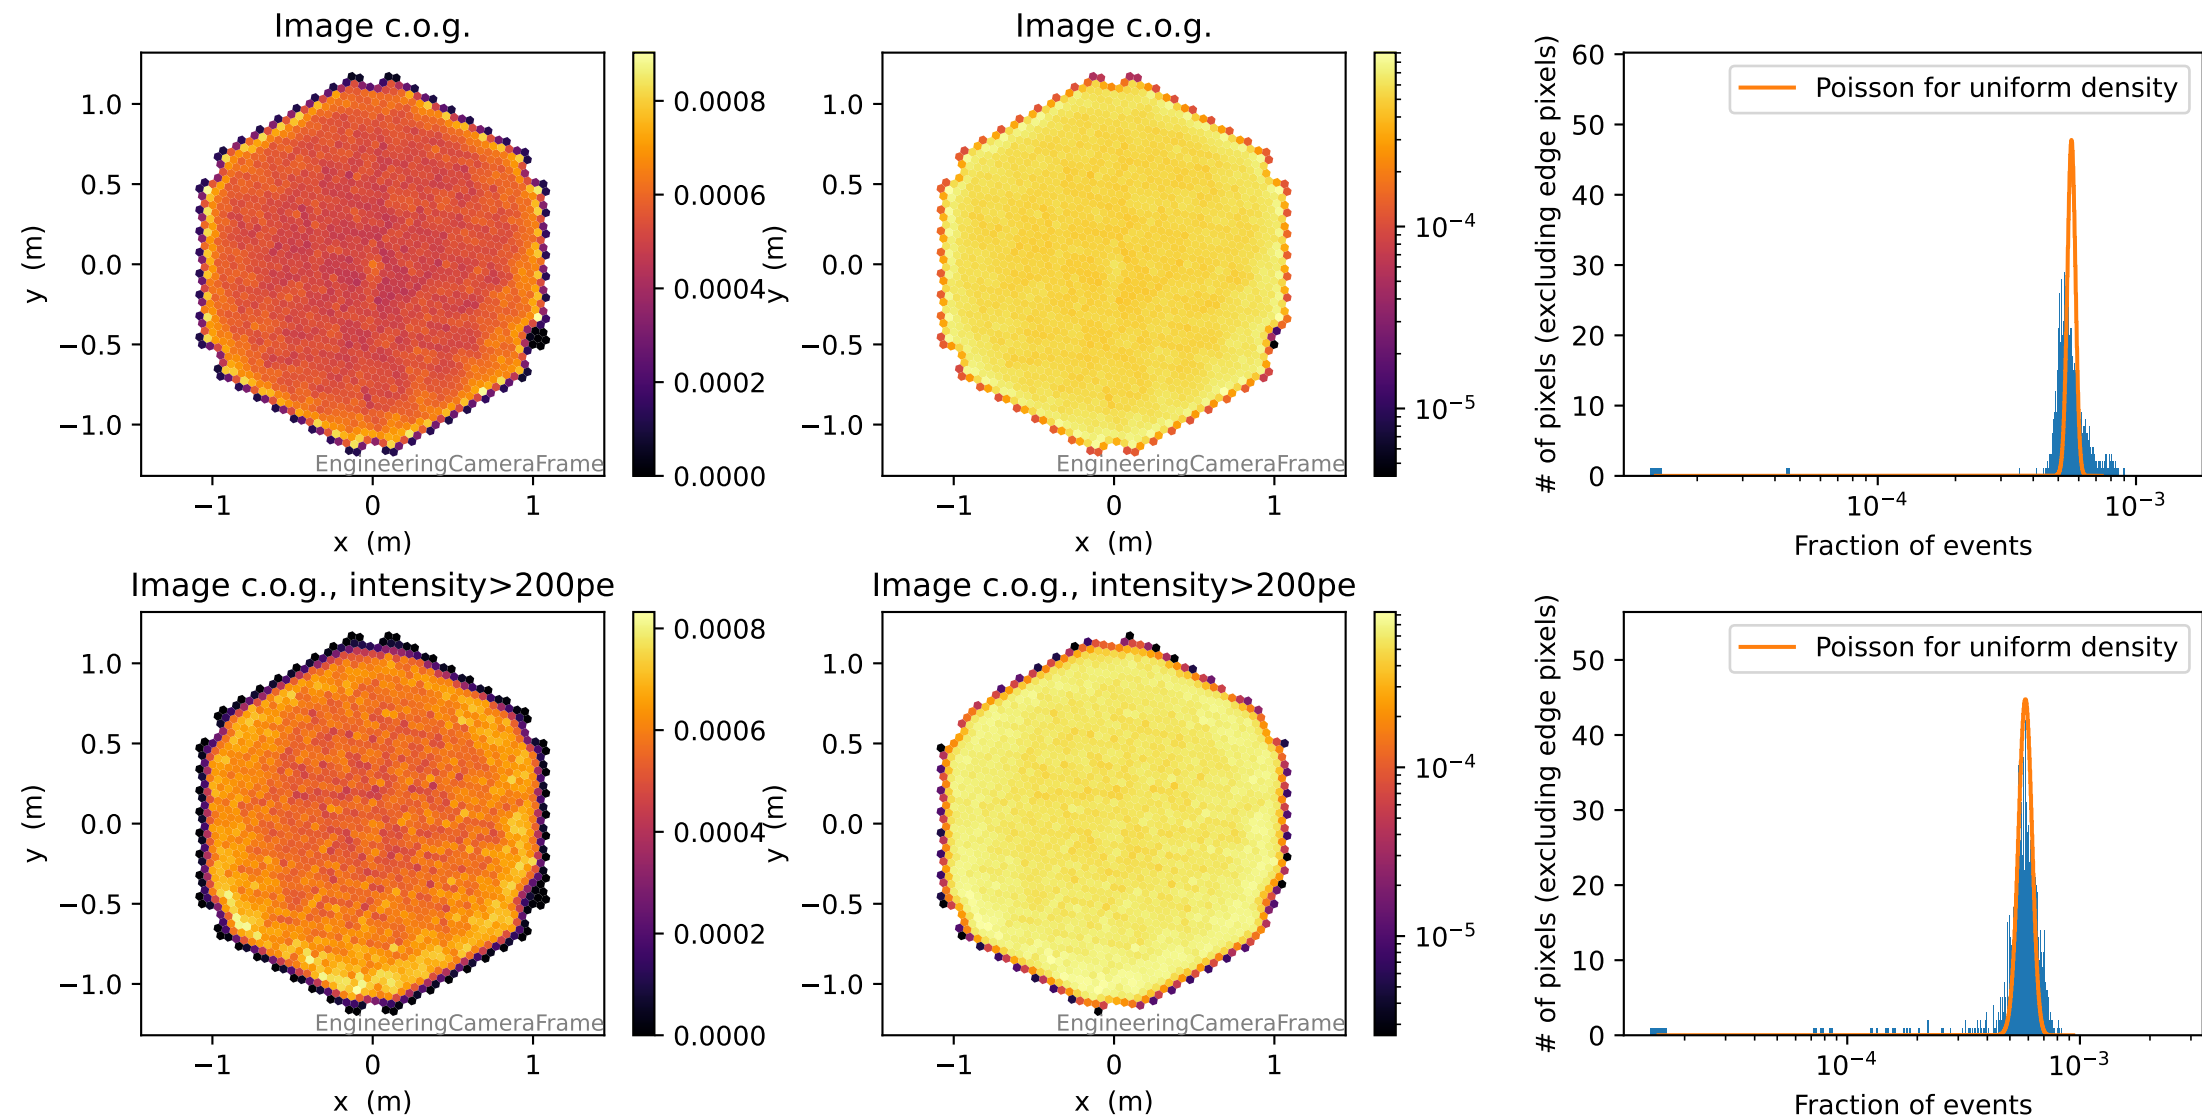 Image c.o.g.
1.0
0.5
0.0
−0.5
−1.0
y (m)
−1
0
1
x (m)
EngineeringCameraFrame
0.0008
0.0006
0.0004
0.0002
0.0000
Image c.o.g.
1.0
0.5
0.0
−0.5
−1.0
y (m)
−1
0
1
x (m)
EngineeringCameraFrame
10−4
10−5
Poisson for uniform density
60
50
40
30
20
10
0
# of pixels (excluding edge pixels)
10−4
10−3
Fraction of events
Image c.o.g., intensity>200pe
1.0
0.5
0.0
−0.5
−1.0
y (m)
−1
0
1
x (m)
EngineeringCameraFrame
0.0008
0.0006
0.0004
0.0002
0.0000
Image c.o.g., intensity>200pe
1.0
0.5
0.0
−0.5
−1.0
y (m)
−1
0
1
x (m)
EngineeringCameraFrame
10−4
10−5
Poisson for uniform density
50
40
30
20
10
0
# of pixels (excluding edge pixels)
10−4
10−3
Fraction of events